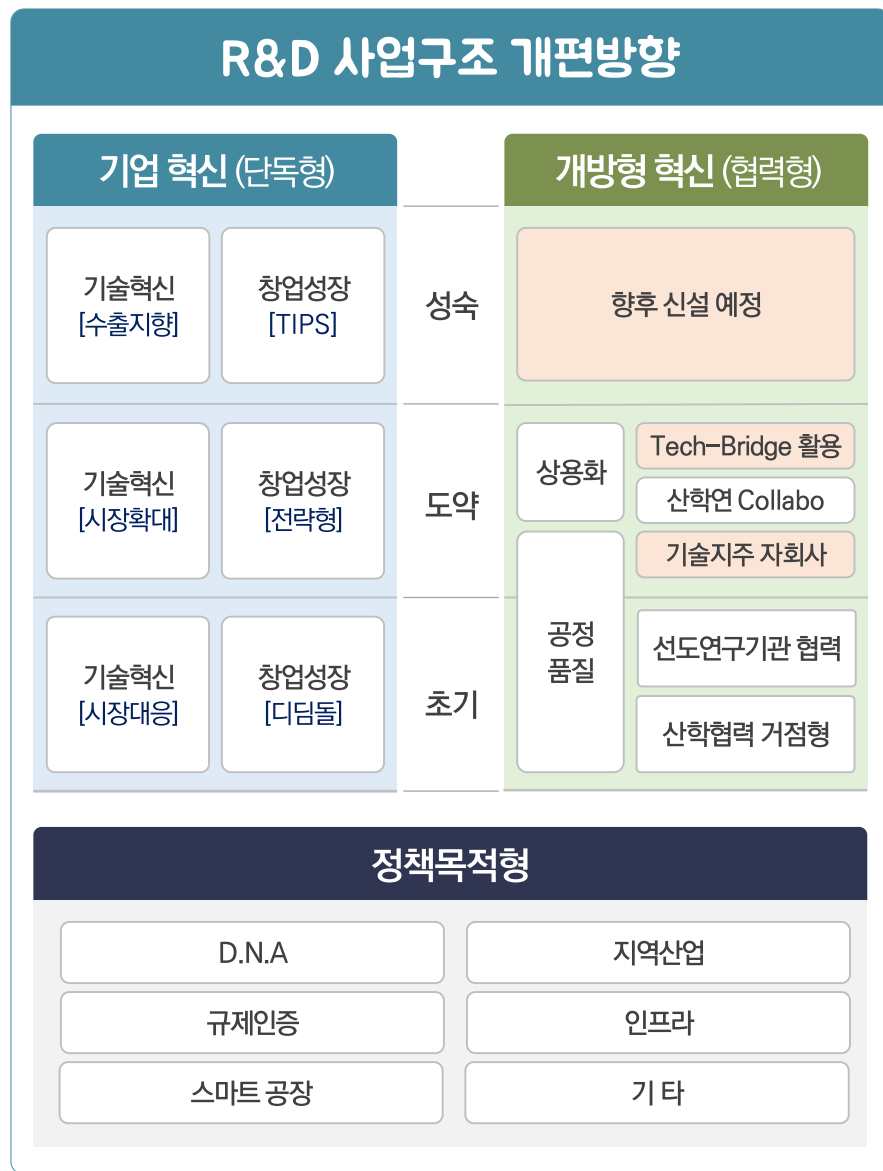 R&D 사업구조 개편방향
기업 혁신 (단독형)
개방형 혁신 (협력형)
기술혁신
[수출지향]
창업성장
[TIPS]
성숙
향후 신설 예정
기술혁신
[시장확대]
창업성장
[전략형]
도약
상용화
Tech-Bridge 활용
산학연 Collabo
기술지주 자회사
기술혁신
[시장대응]
창업성장
[디딤돌]
초기
공정
품질
선도연구기관 협력
산학협력 거점형
정책목적형
D.N.A
지역산업
규제인증
인프라
스마트 공장
기 타